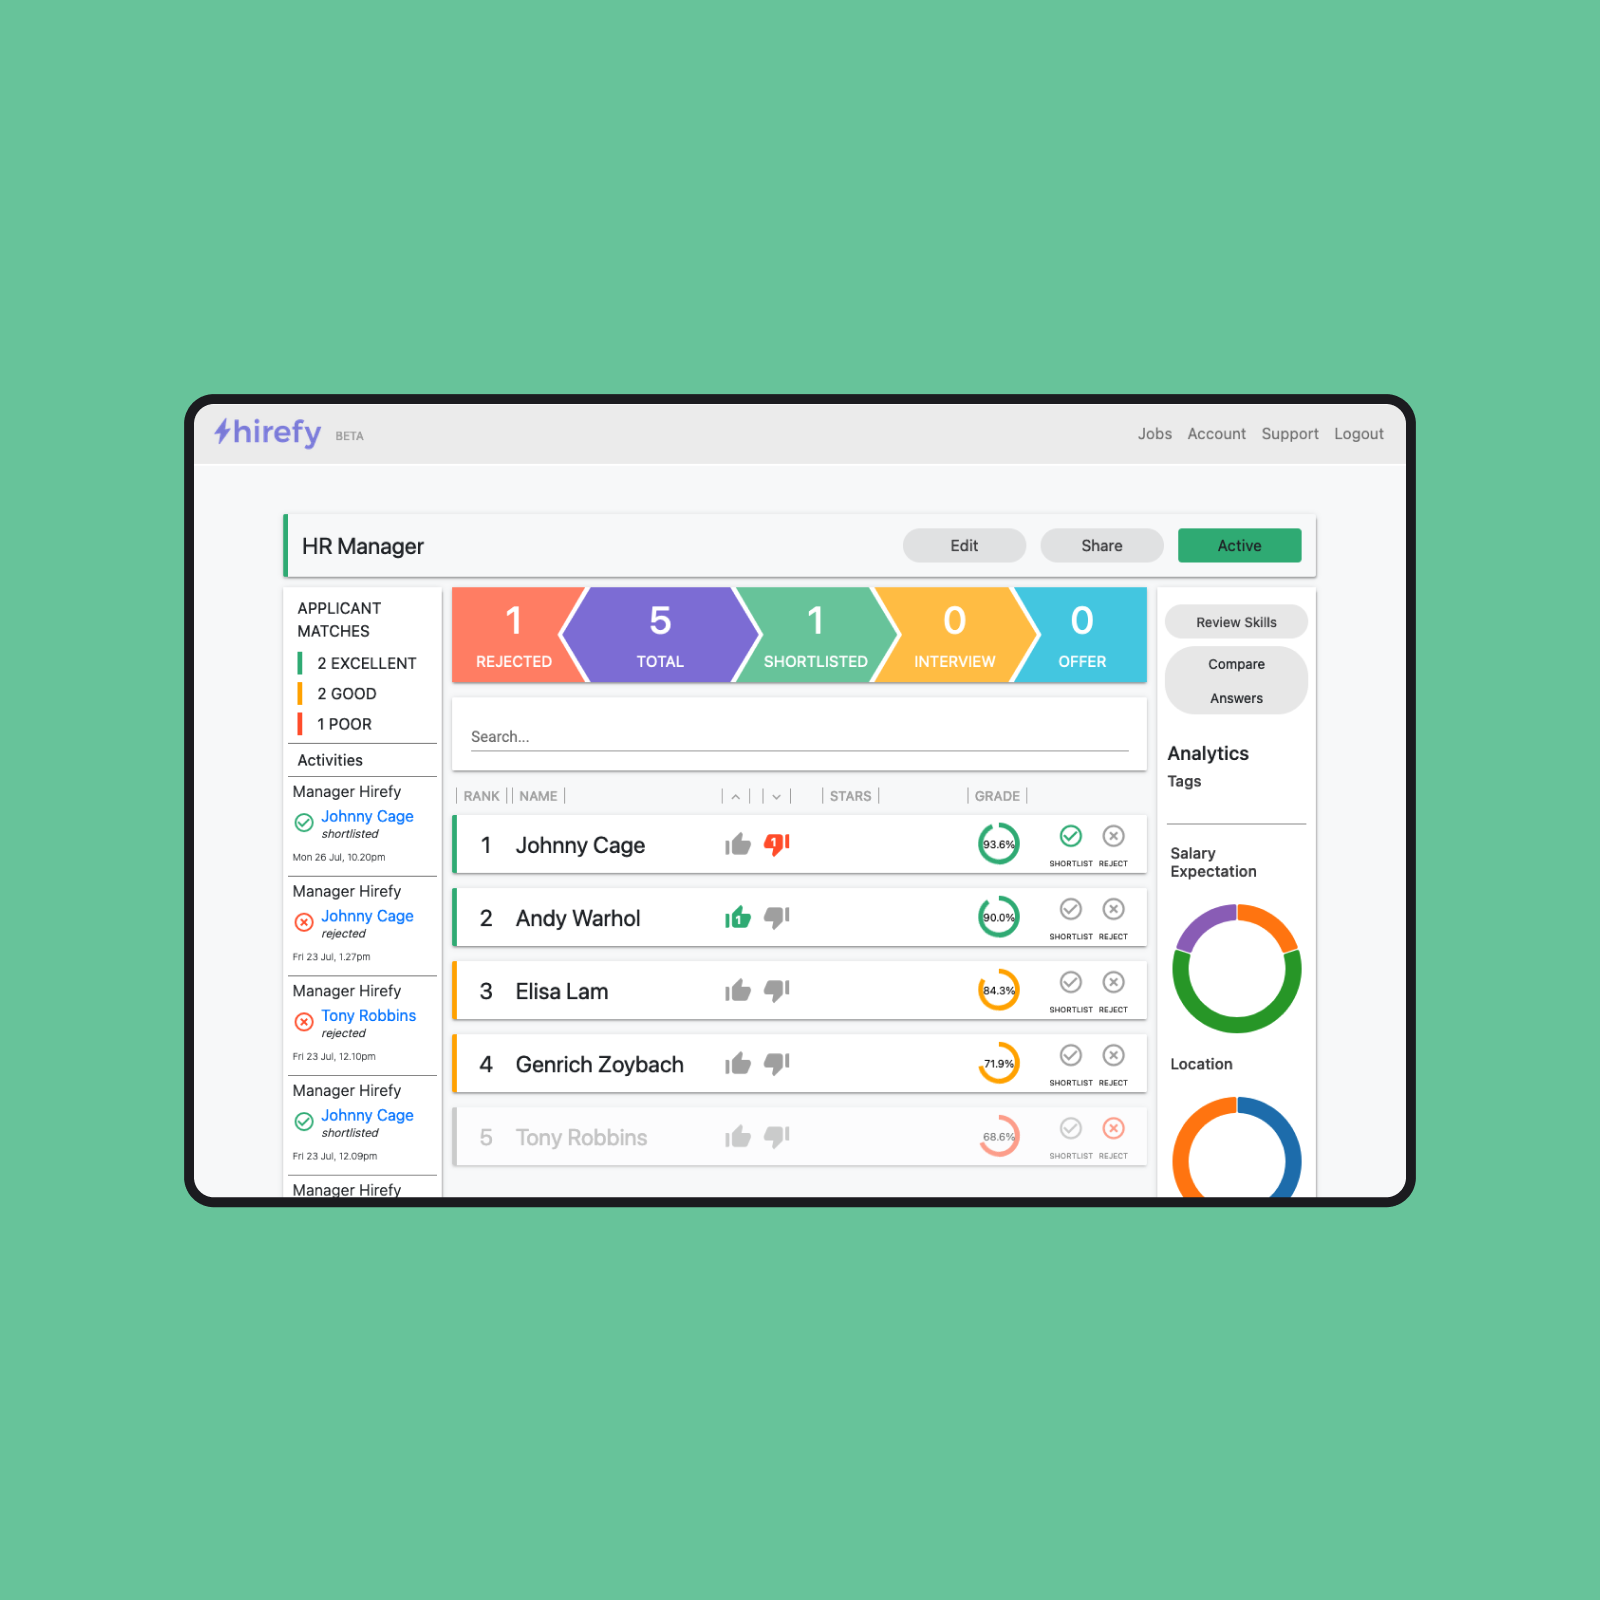 hirefy BETA
Jobs Account Support Logout
HR Manager
Edit Share Active
APPLICANT
MATCHES
2 EXCELLENT
2 GOOD
1 POOR
Activities
Manager Hirefy
Johnny Cage
shortlisted
Mon 26 Jul, 10.20pm
Manager Hirefy
Johnny Cage
rejected
Fri 23 Jul, 1.27pm
Manager Hirefy
Tony Robbins
rejected
Fri 23 Jul, 12.10pm
Manager Hirefy
Johnny Cage
shortlisted
Fri 23 Jul, 12.09pm
Manager Hirefy
1 5 1 0 0
REJECTED TOTAL SHORTLISTED INTERVIEW OFFER
Search...
RANK NAME STARS GRADE
1 Johnny Cage 1 93.6%
SHORTLIST REJECT
2 Andy Warhol 1 90.0%
SHORTLIST REJECT
3 Elisa Lam 84.3%
SHORTLIST REJECT
4 Genrich Zoybach 71.9%
SHORTLIST REJECT
5 Tony Robbins 68.6%
SHORTLIST REJECT
Review Skills
Compare
Answers
Analytics
Tags
Salary
Expectation
Location